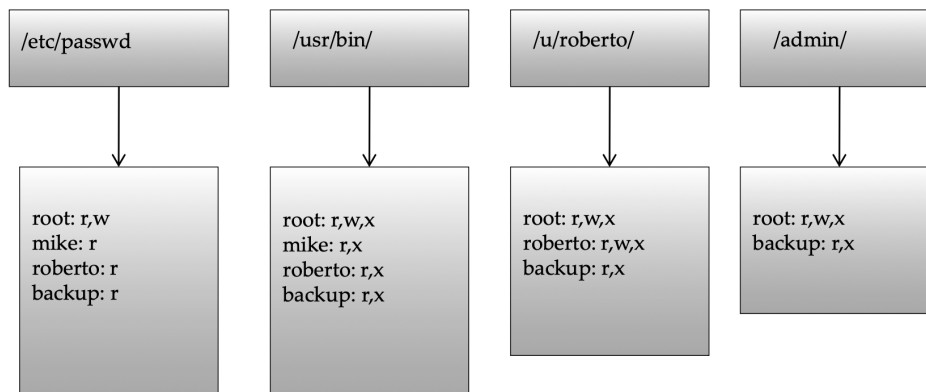 /etc/passwd
/usr/bin/
/u/roberto/
/admin/
root: r,w
mike: r
roberto: r
backup: r
root: r,w,x
mike: r,x
roberto: r,x
backup: r,x
root: r,w,x
roberto: r,w,x
backup: r,x
root: r,w,x
backup: r,x